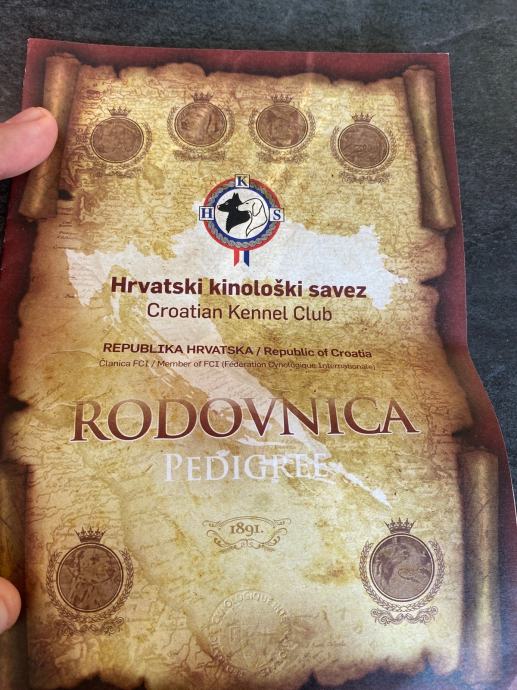 K
H S
Hrvatski kinološki savez
Croatian Kennel Club
REPUBLIKA HRVATSKA / Republic of Croatia
Članica FCI / Member of FCI (Federation Cynologique Internationale)
RODOVNICA
PEDIGREE
1891.